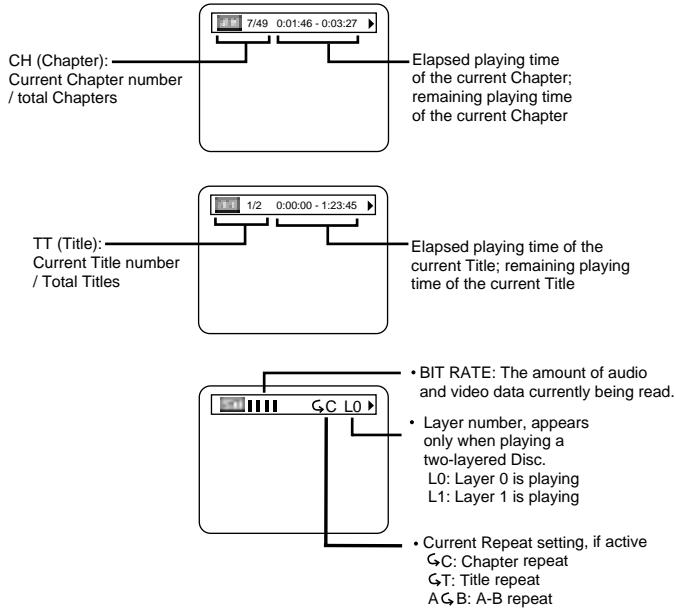 7/49 0:01:46 - 0:03:27
CH (Chapter):
Current Chapter number
/ total Chapters
Elapsed playing time
of the current Chapter;
remaining playing time
of the current Chapter
1/2 0:00:00 - 1:23:45
TT (Title):
Current Title number
/ Total Titles
Elapsed playing time of the
current Title; remaining playing
time of the current Title
• BIT RATE: The amount of audio
and video data currently being read.
C L0
• Layer number, appears
only when playing a
two-layered Disc.
L0: Layer 0 is playing
L1: Layer 1 is playing
• Current Repeat setting, if active
C: Chapter repeat
T: Title repeat
A B: A-B repeat